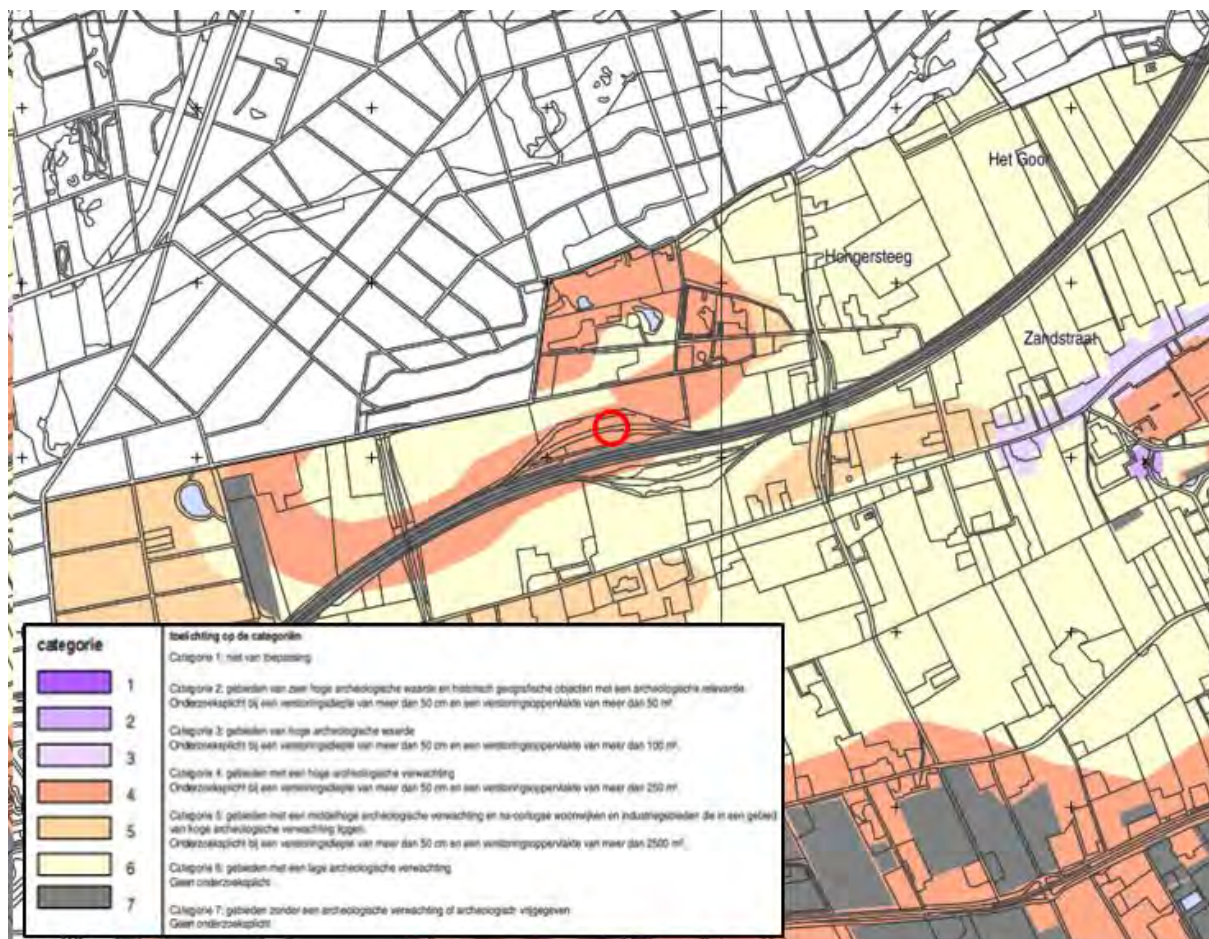 Het Goor
Hongersteeg
Zandstraat
categorie
toelichting op de categoriën
Categorie 1: niet van toepassing
1
Categorie 2: gebieden van zeer hoge archeologische waarde en historisch geografische objecten met een archeologische relevantie
Onderzoeksplicht bij een verstoringsdiepte van meer dan 50 cm en een verstoringsoppervlakte van meer dan 50 m².
2
Categorie 3: gebieden van hoge archeologische waarde
Onderzoeksplicht bij een verstoringsdiepte van meer dan 50 cm en een verstoringsoppervlakte van meer dan 100 m².
3
Categorie 4: gebieden met een hoge archeologische verwachting
4
Onderzoeksplicht bij een verstoringsdiepte van meer dan 50 cm en een verstoringsoppervlakte van meer dan 250 m².
Categorie 5: gebieden met een middelhoge archeologische verwachting en na-oorlogse woonwijken en industriegebieden die in een gebied
5
van hoge archeologische verwachting liggen.
Onderzoeksplicht bij een verstoringsdiepte van meer dan 50 cm en een verstoringsoppervlakte van meer dan 2500 m².
6
Categorie 6: gebieden met een lage archeologische verwachting
Geen onderzoeksplicht
7
Categorie 7: gebieden zonder een archeologische verwachting of archeologisch vrijgegeven
Geen onderzoeksplicht